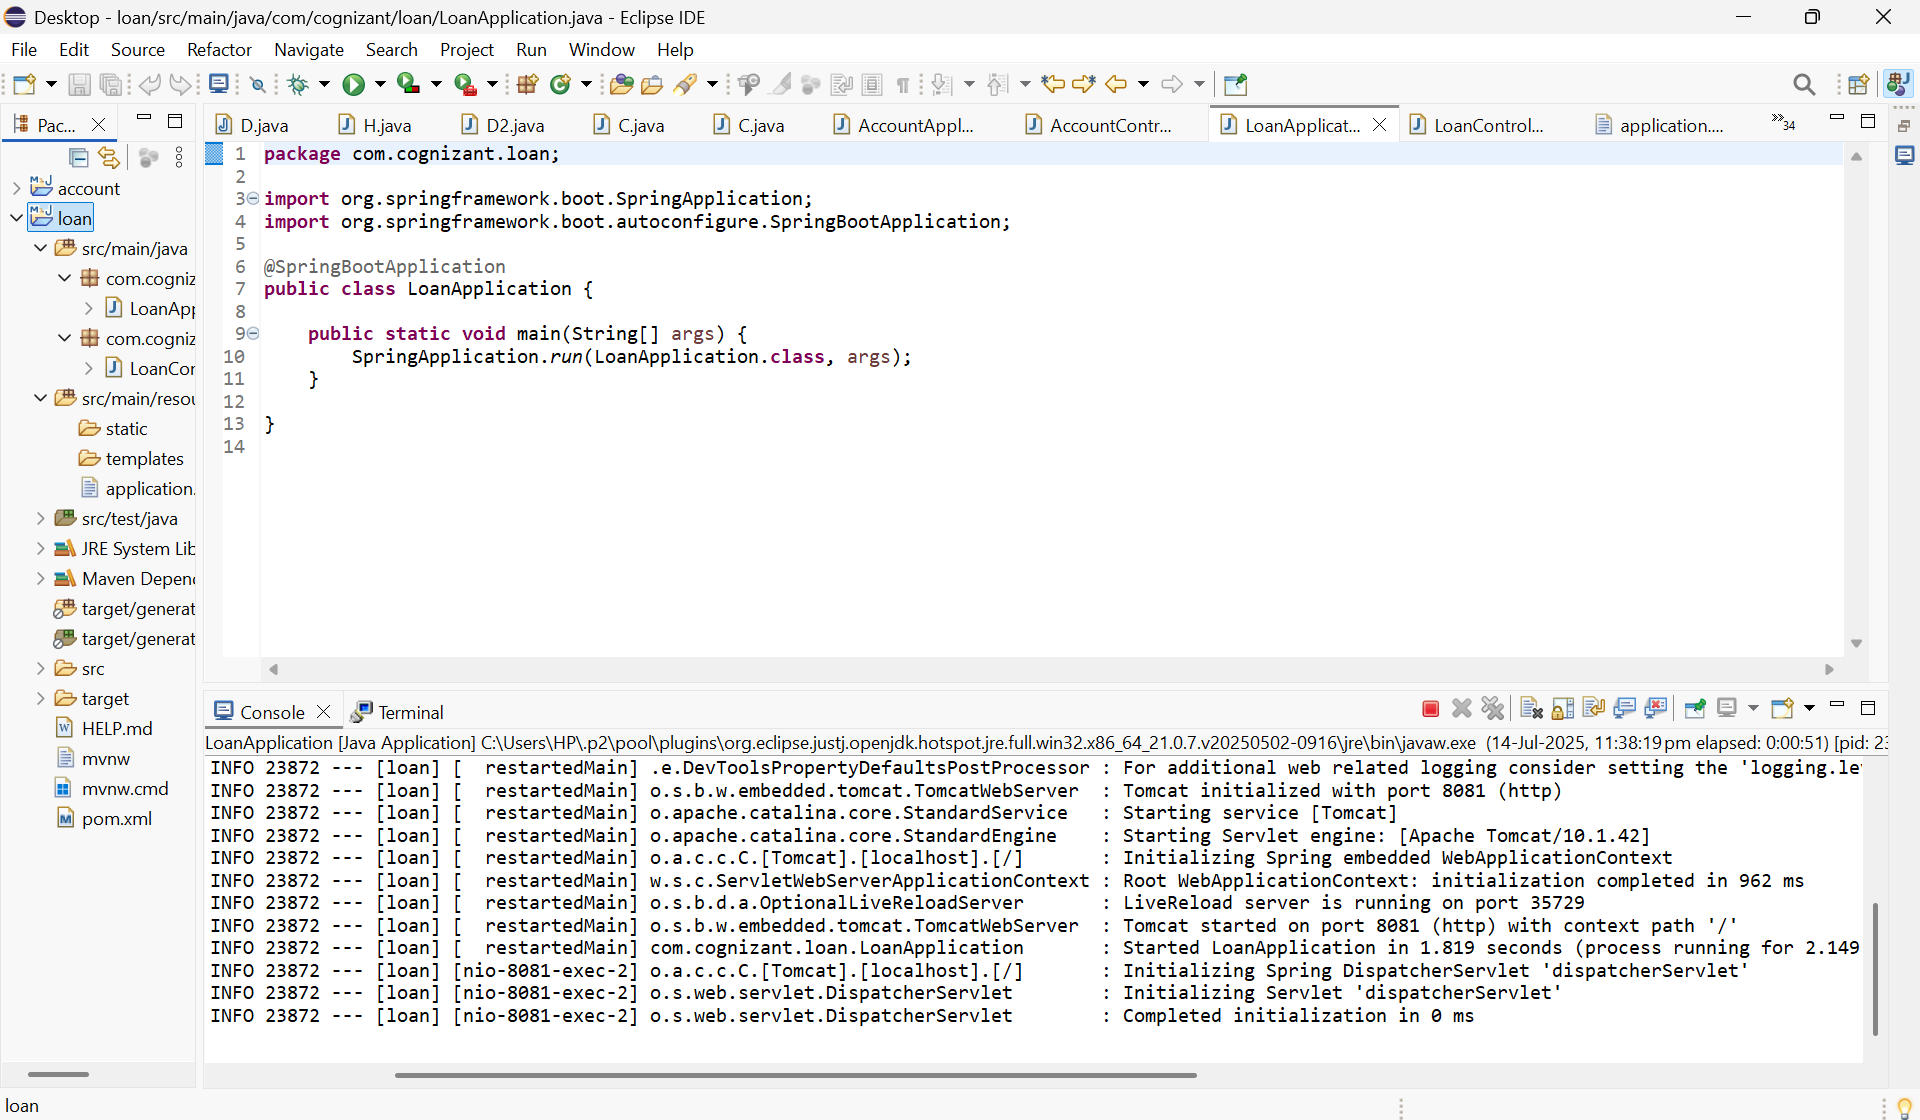 Desktop - loan/src/main/java/com/cognizant/loan/LoanApplication.java - Eclipse IDE
File Edit Source Refactor Navigate Search Project Run Window Help
Pac...
D.java H.java D2.java C.java C.java AccountAppl... AccountContr... LoanApplicat... LoanControl... application.... »34
account
loan
src/main/java
com.cogniz
LoanApp
com.cogniz
LoanCor
src/main/resou
static
templates
application.
src/test/java
JRE System Lib
Maven Depend
target/generat
target/generat
src
target
HELP.md
mvnw
mvnw.cmd
pom.xml
1 package com.cognizant.loan;
2
3 import org.springframework.boot.SpringApplication;
4 import org.springframework.boot.autoconfigure.SpringBootApplication;
5
6 @SpringBootApplication
7 public class LoanApplication {
8
9 public static void main(String[] args) {
10 SpringApplication.run(LoanApplication.class, args);
11 }
12
13 }
14
Console Terminal
LoanApplication [Java Application] C:\Users\HP\.p2\pool\plugins\org.eclipse.justj.openjdk.hotspot.jre.full.win32.x86_64_21.0.7.v20250502-0916\jre\bin\javaw.exe (14-Jul-2025, 11:38:19 pm elapsed: 0:00:51) [pid: 23
INFO 23872 --- [loan] [  restartedMain] .e.DevToolsPropertyDefaultsPostProcessor : For additional web related logging consider setting the 'logging.le
INFO 23872 --- [loan] [  restartedMain] o.s.b.w.embedded.tomcat.TomcatWebServer  : Tomcat initialized with port 8081 (http)
INFO 23872 --- [loan] [  restartedMain] o.apache.catalina.core.StandardService   : Starting service [Tomcat]
INFO 23872 --- [loan] [  restartedMain] o.apache.catalina.core.StandardEngine    : Starting Servlet engine: [Apache Tomcat/10.1.42]
INFO 23872 --- [loan] [  restartedMain] o.a.c.c.C.[Tomcat].[localhost].[/]       : Initializing Spring embedded WebApplicationContext
INFO 23872 --- [loan] [  restartedMain] w.s.c.ServletWebServerApplicationContext : Root WebApplicationContext: initialization completed in 962 ms
INFO 23872 --- [loan] [  restartedMain] o.s.b.d.a.OptionalLiveReloadServer       : LiveReload server is running on port 35729
INFO 23872 --- [loan] [  restartedMain] o.s.b.w.embedded.tomcat.TomcatWebServer  : Tomcat started on port 8081 (http) with context path '/'
INFO 23872 --- [loan] [  restartedMain] com.cognizant.loan.LoanApplication       : Started LoanApplication in 1.819 seconds (process running for 2.149
INFO 23872 --- [loan] [nio-8081-exec-2] o.a.c.c.C.[Tomcat].[localhost].[/]       : Initializing Spring DispatcherServlet 'dispatcherServlet'
INFO 23872 --- [loan] [nio-8081-exec-2] o.s.web.servlet.DispatcherServlet        : Initializing Servlet 'dispatcherServlet'
INFO 23872 --- [loan] [nio-8081-exec-2] o.s.web.servlet.DispatcherServlet        : Completed initialization in 0 ms
loan